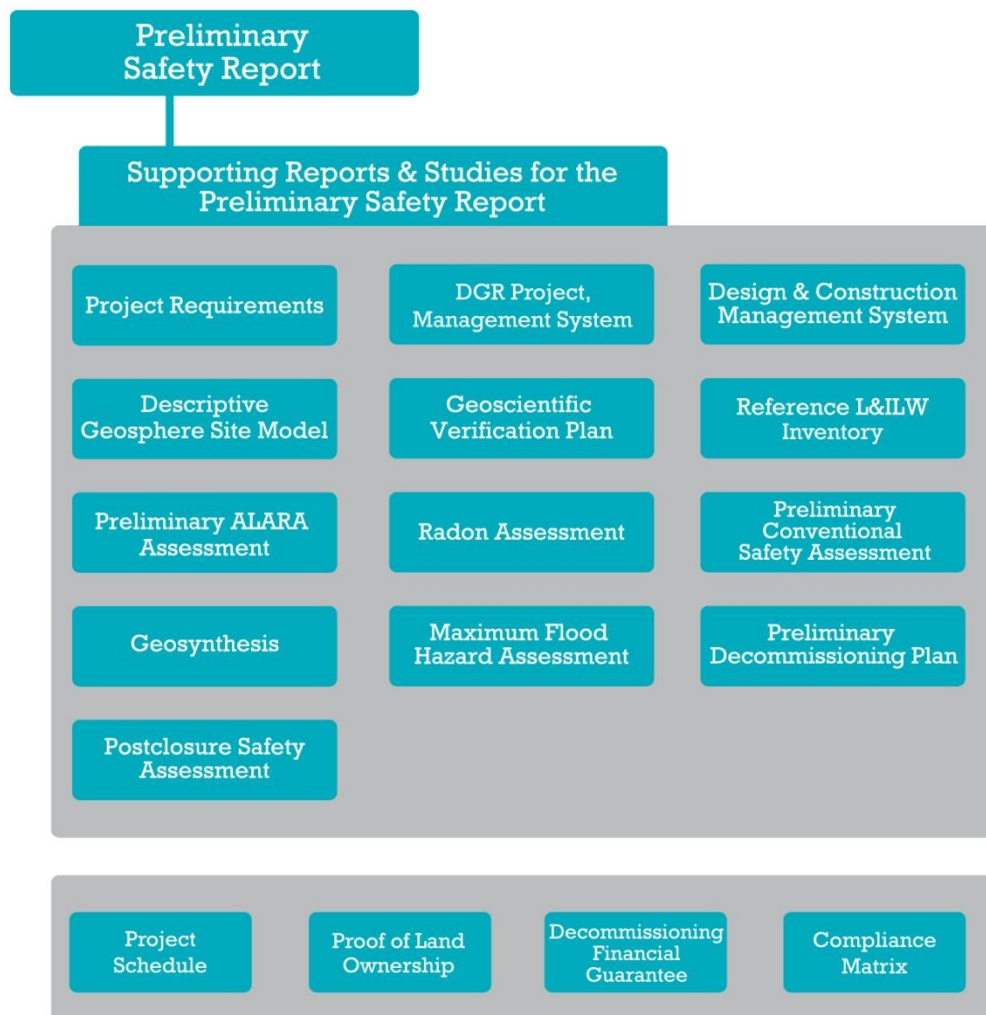 Preliminary
Safety Report
Supporting Reports & Studies for the
Preliminary Safety Report
Project Requirements
DGR Project,
Management System
Design & Construction
Management System
Descriptive
Geosphere Site Model
Geoscientific
Verification Plan
Reference L&ILW
Inventory
Preliminary ALARA
Assessment
Radon Assessment
Preliminary
Conventional
Safety Assessment
Geosynthesis
Maximum Flood
Hazard Assessment
Preliminary
Decommissioning Plan
Postclosure Safety
Assessment
Project
Schedule
Proof of Land
Ownership
Decommissioning
Financial
Guarantee
Compliance
Matrix